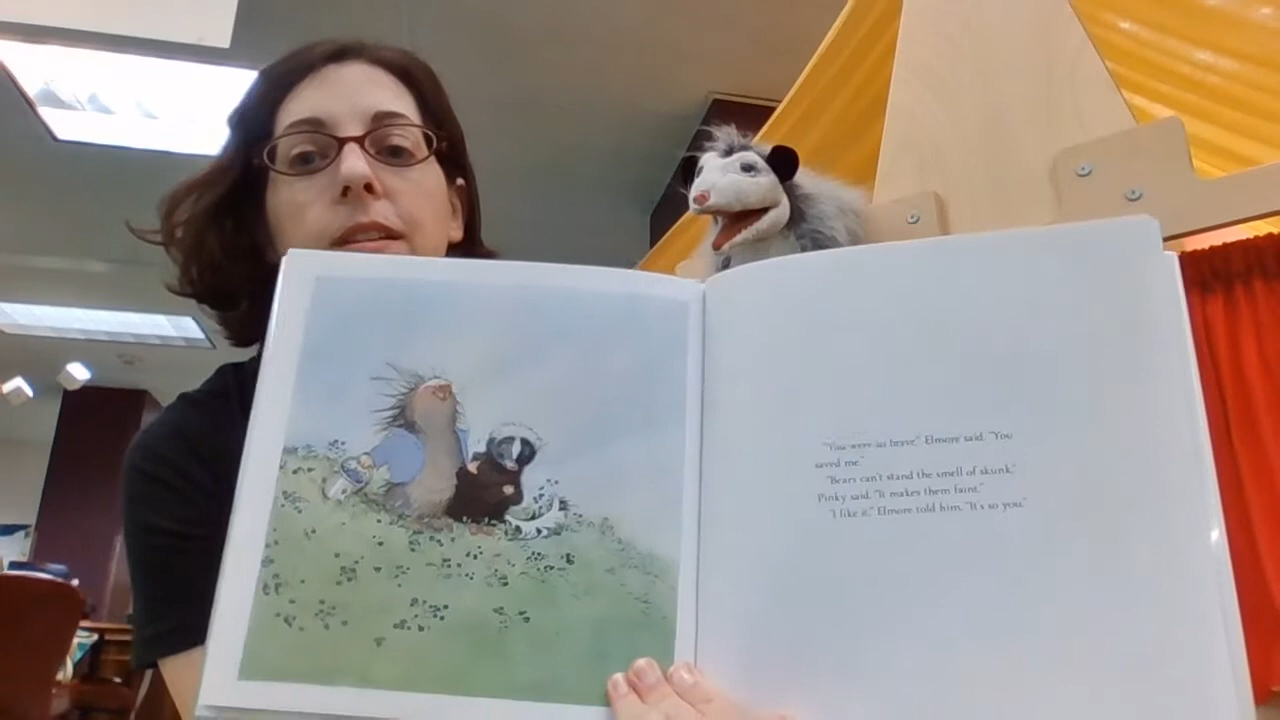 "You were so brave," Elmore said. "You
saved me."
"Bears can't stand the smell of skunk,"
Pinky said. "It makes them faint."
"I like it," Elmore told him. "It's so you."